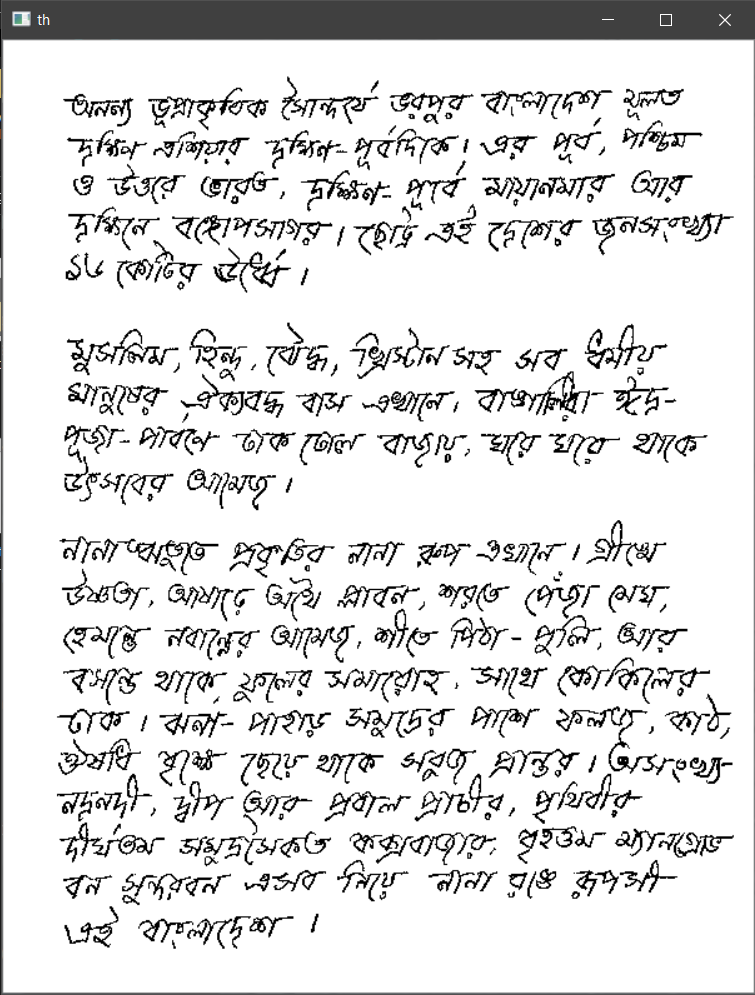 th
অনন্য ভূপ্রাকৃতিক সৌন্দর্যে ভরপুর বাংলাদেশ মূলত
দক্ষিণ এশিয়ার দক্ষিণ-পূর্বদিকে। এর পূর্ব, পশ্চিম
ও উত্তরে ভারত, দক্ষিণ-পূর্বে মায়ানমার আর
দক্ষিনে বঙ্গোপসাগর। ছোট্ট এই দেশের জনসংখ্যা
১৬ কোটির ঊর্ধ্বে।
মুসলিম, হিন্দু, বৌদ্ধ, খ্রিস্টান সহ সব ধর্মীয়
মানুষের ঐক্যবদ্ধ বাস এখানে। বাঙালিরা ঈদ-
পূজা-পার্বণে ঢাক ঢোল বাজায়, ঘরে ঘরে থাকে
উৎসবের আমেজ।
নানা ঋতুতে প্রকৃতির নানা রূপ এখানে। গ্রীষ্মে
উষ্ণতা, আষাঢ়ে অথৈ প্লাবন, শরতে পেঁজা মেঘ,
হেমন্তে নবান্নের আমেজ, শীতে পিঠা-পুলি, আর
বসন্তে থাকে ফুলের সমারোহ, সাথে কোকিলের
ডাক। ঝর্না-পাহাড় সমুদ্রের পাশে ফলজ, কাঠ,
ঔষধি বৃক্ষে ছেয়ে থাকে সবুজ প্রান্তর। অসংখ্য
নদনদী, দ্বীপ আর প্রবাল প্রাচীর, পৃথিবীর
দীর্ঘতম সমুদ্রসৈকত কক্সবাজার, বৃহত্তম ম্যানগ্রোভ
বন সুন্দরবন এসব নিয়ে নানা রঙে রূপসী
এই বাংলাদেশ।